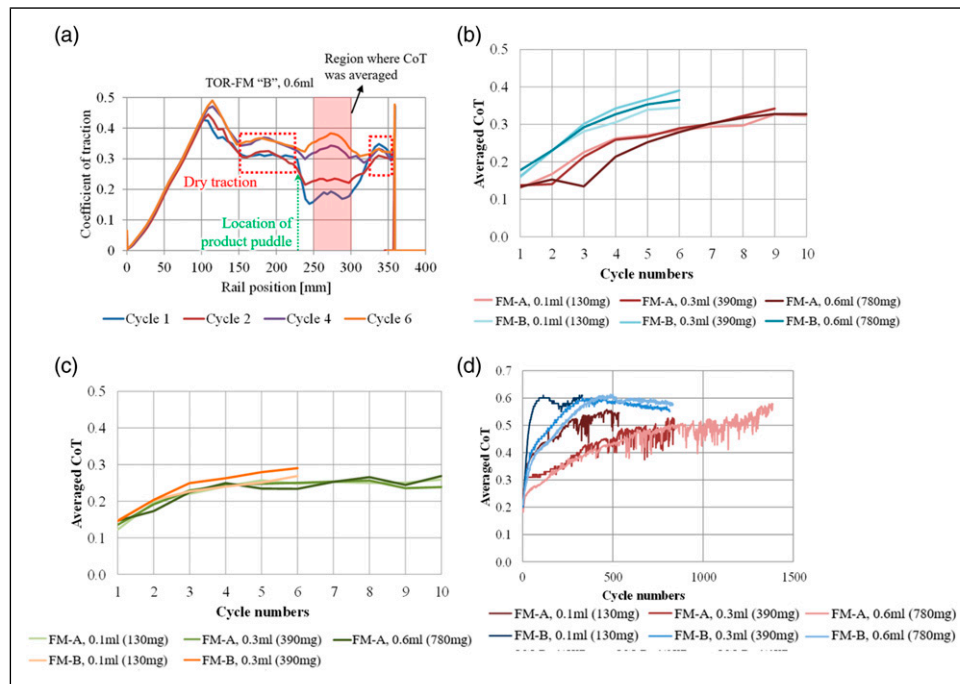 (a)
TOR-FM “B”, 0.6ml
Region where CoT
was averaged
Coefficient of traction
0.5
0.4
0.3
0.2
0.1
0
Dry traction
Location of
product puddle
0 50 100 150 200 250 300 350 400
Rail position [mm]
Cycle 1 Cycle 2 Cycle 4 Cycle 6
(b)
Averaged CoT
0.5
0.4
0.3
0.2
0.1
0.0
1 2 3 4 5 6 7 8 9 10
Cycle numbers
FM-A, 0.1ml (130mg) FM-A, 0.3ml (390mg) FM-A, 0.6ml (780mg)
FM-B, 0.1ml (130mg) FM-B, 0.3ml (390mg) FM-B, 0.6ml (780mg)
(c)
Averaged CoT
0.5
0.4
0.3
0.2
0.1
0.0
1 2 3 4 5 6 7 8 9 10
Cycle numbers
FM-A, 0.1ml (130mg) FM-A, 0.3ml (390mg) FM-A, 0.6ml (780mg)
FM-B, 0.1ml (130mg) FM-B, 0.3ml (390mg)
(d)
Averaged CoT
0.7
0.6
0.5
0.4
0.3
0.2
0.1
0.0
0 500 1000 1500
Cycle numbers
FM-A, 0.1ml (130mg) FM-A, 0.3ml (390mg) FM-A, 0.6ml (780mg)
FM-B, 0.1ml (130mg) FM-B, 0.3ml (390mg) FM-B, 0.6ml (780mg)